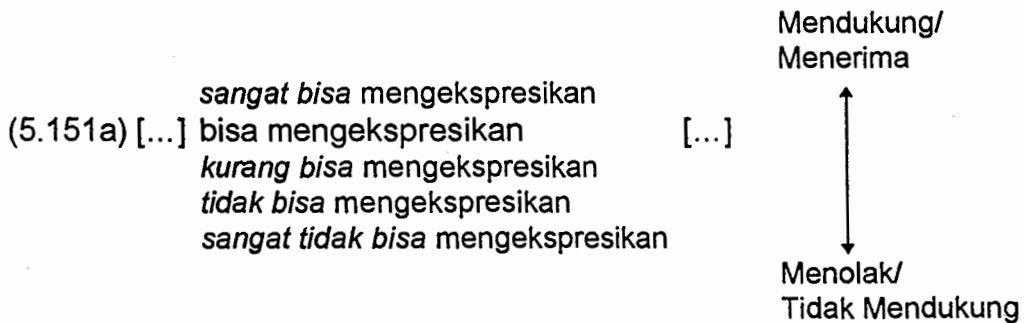 Mendukung/
Menerima
sangat bisa mengekspresikan
(5.151a) [...] bisa mengekspresikan [...]
kurang bisa mengekspresikan
tidak bisa mengekspresikan
sangat tidak bisa mengekspresikan
Menolak/
Tidak Mendukung